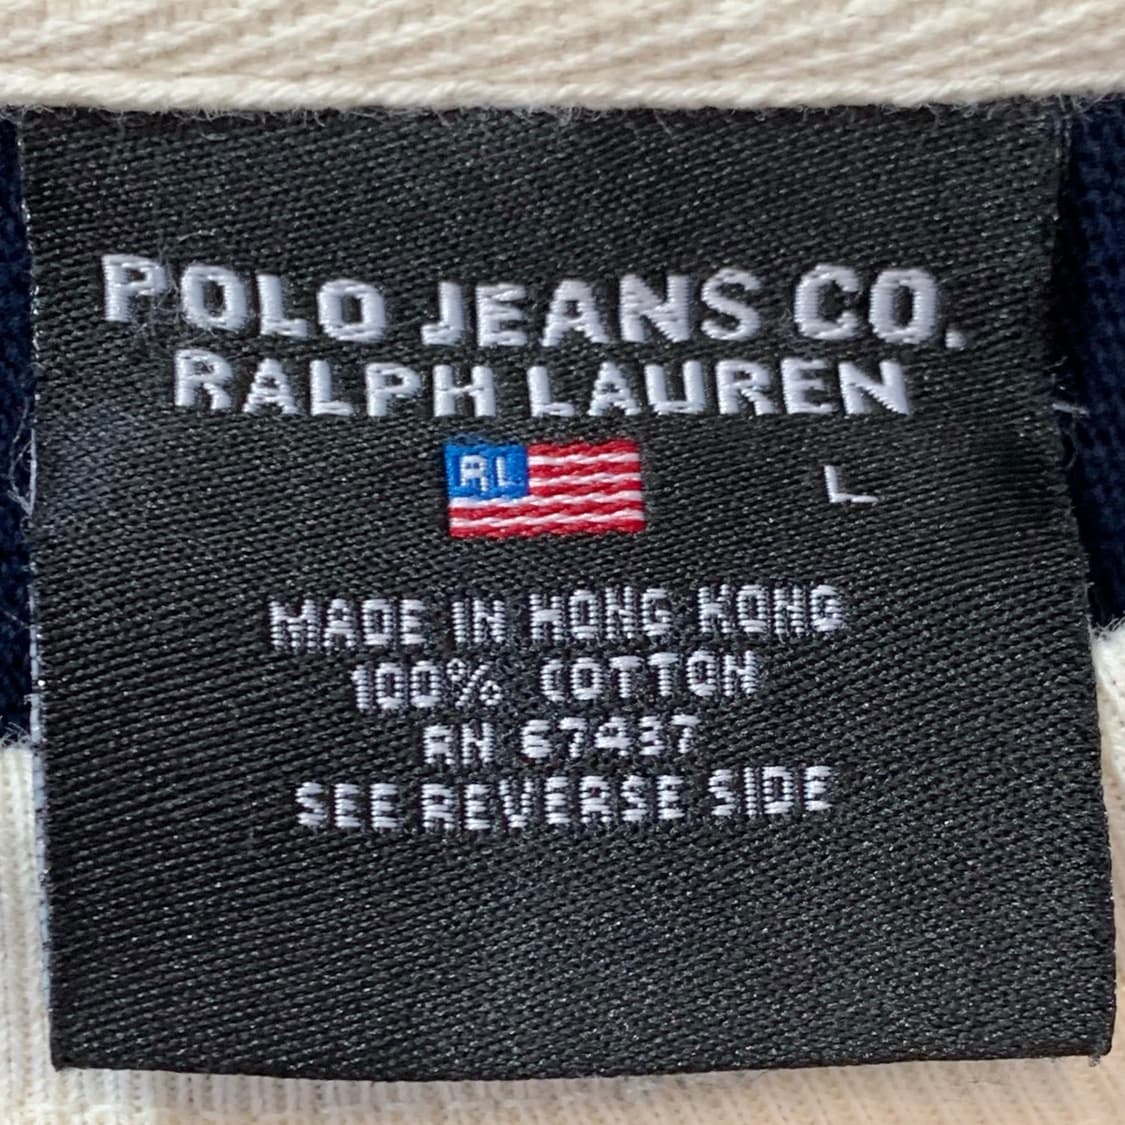 POLO JEANS CO.
RALPH LAUREN
RL
L
MADE IN HONG KONG
100% COTTON
RN 67437
SEE REVERSE SIDE